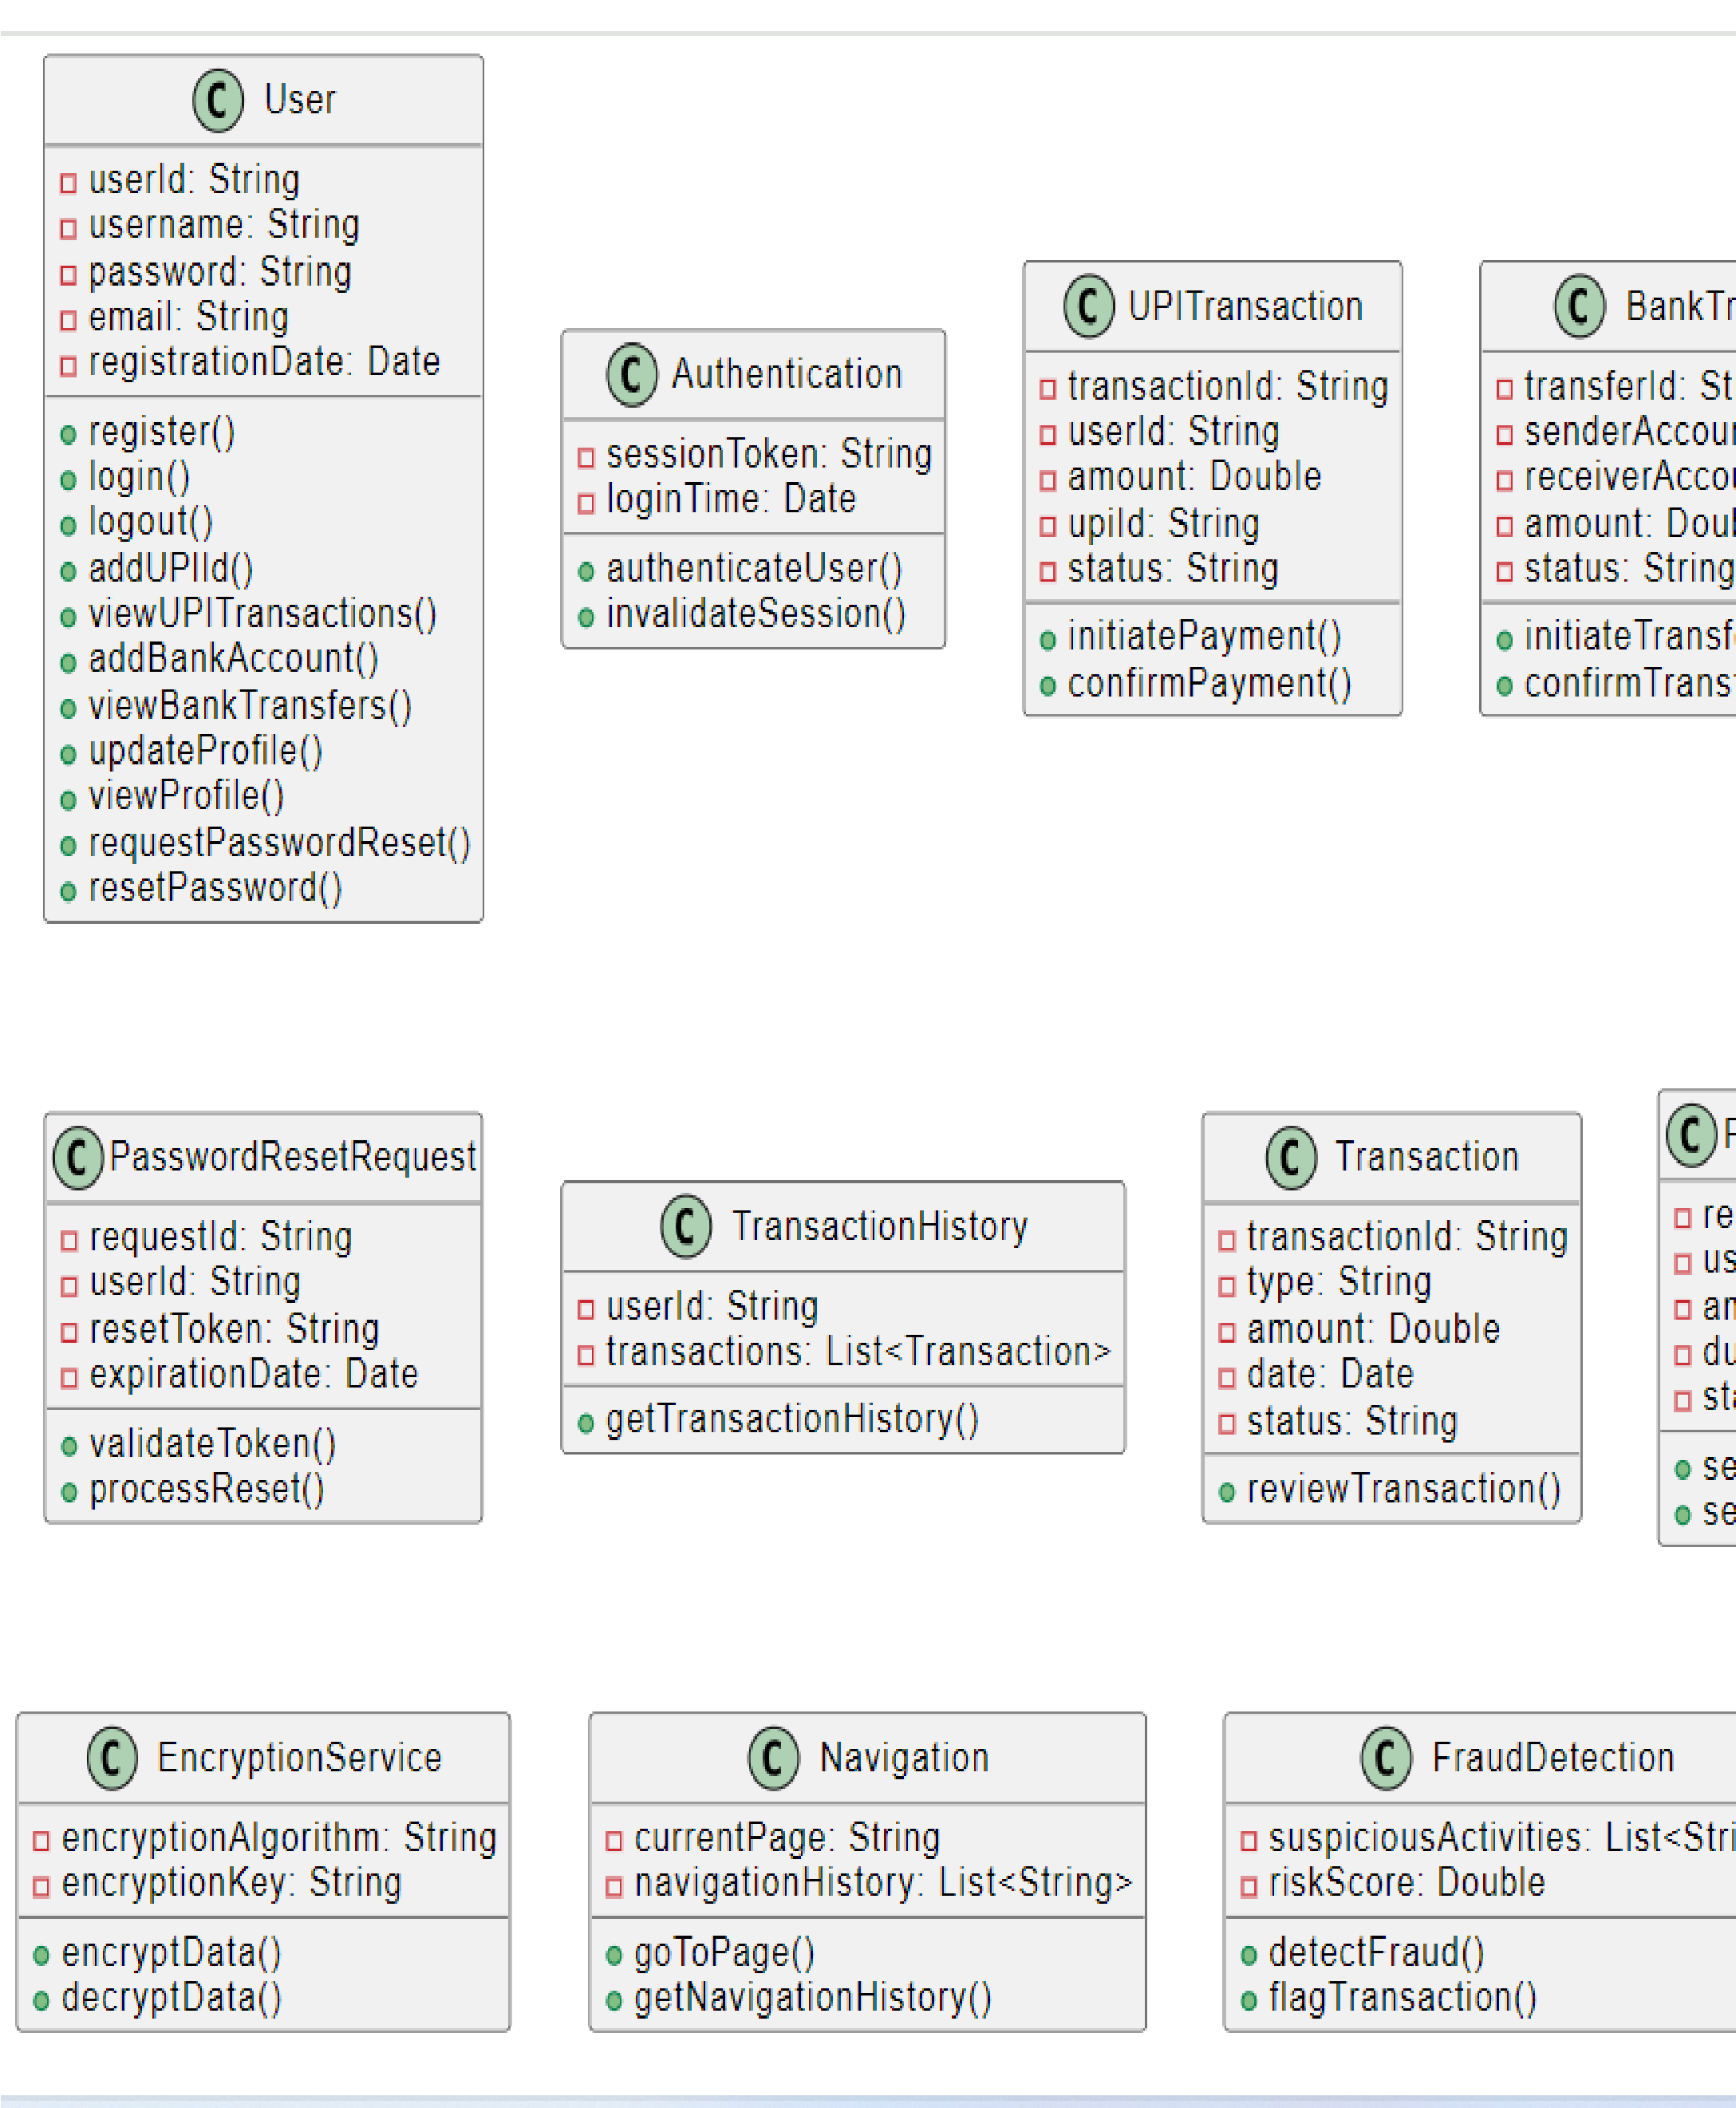 C User
userId: String
username: String
password: String
email: String
registrationDate: Date
register()
login()
logout()
addUPIId()
viewUPITransactions()
addBankAccount()
viewBankTransfers()
updateProfile()
viewProfile()
requestPasswordReset()
resetPassword()
C Authentication
sessionToken: String
loginTime: Date
authenticateUser()
invalidateSession()
C UPITransaction
transactionId: String
userId: String
amount: Double
upiId: String
status: String
initiatePayment()
confirmPayment()
C
transferId:
amount:
status: String
C PasswordResetRequest
requestId: String
userId: String
resetToken: String
expirationDate: Date
validateToken()
processReset()
C TransactionHistory
userId: String
transactions: List<Transaction>
getTransactionHistory()
C Transaction
transactionId: String
type: String
amount: Double
date: Date
status: String
reviewTransaction()
C
C EncryptionService
encryptionAlgorithm: String
encryptionKey: String
encryptData()
decryptData()
C Navigation
currentPage: String
navigationHistory: List<String>
goToPage()
getNavigationHistory()
C FraudDetection
suspiciousActivities:
riskScore: Double
detectFraud()
flagTransaction()